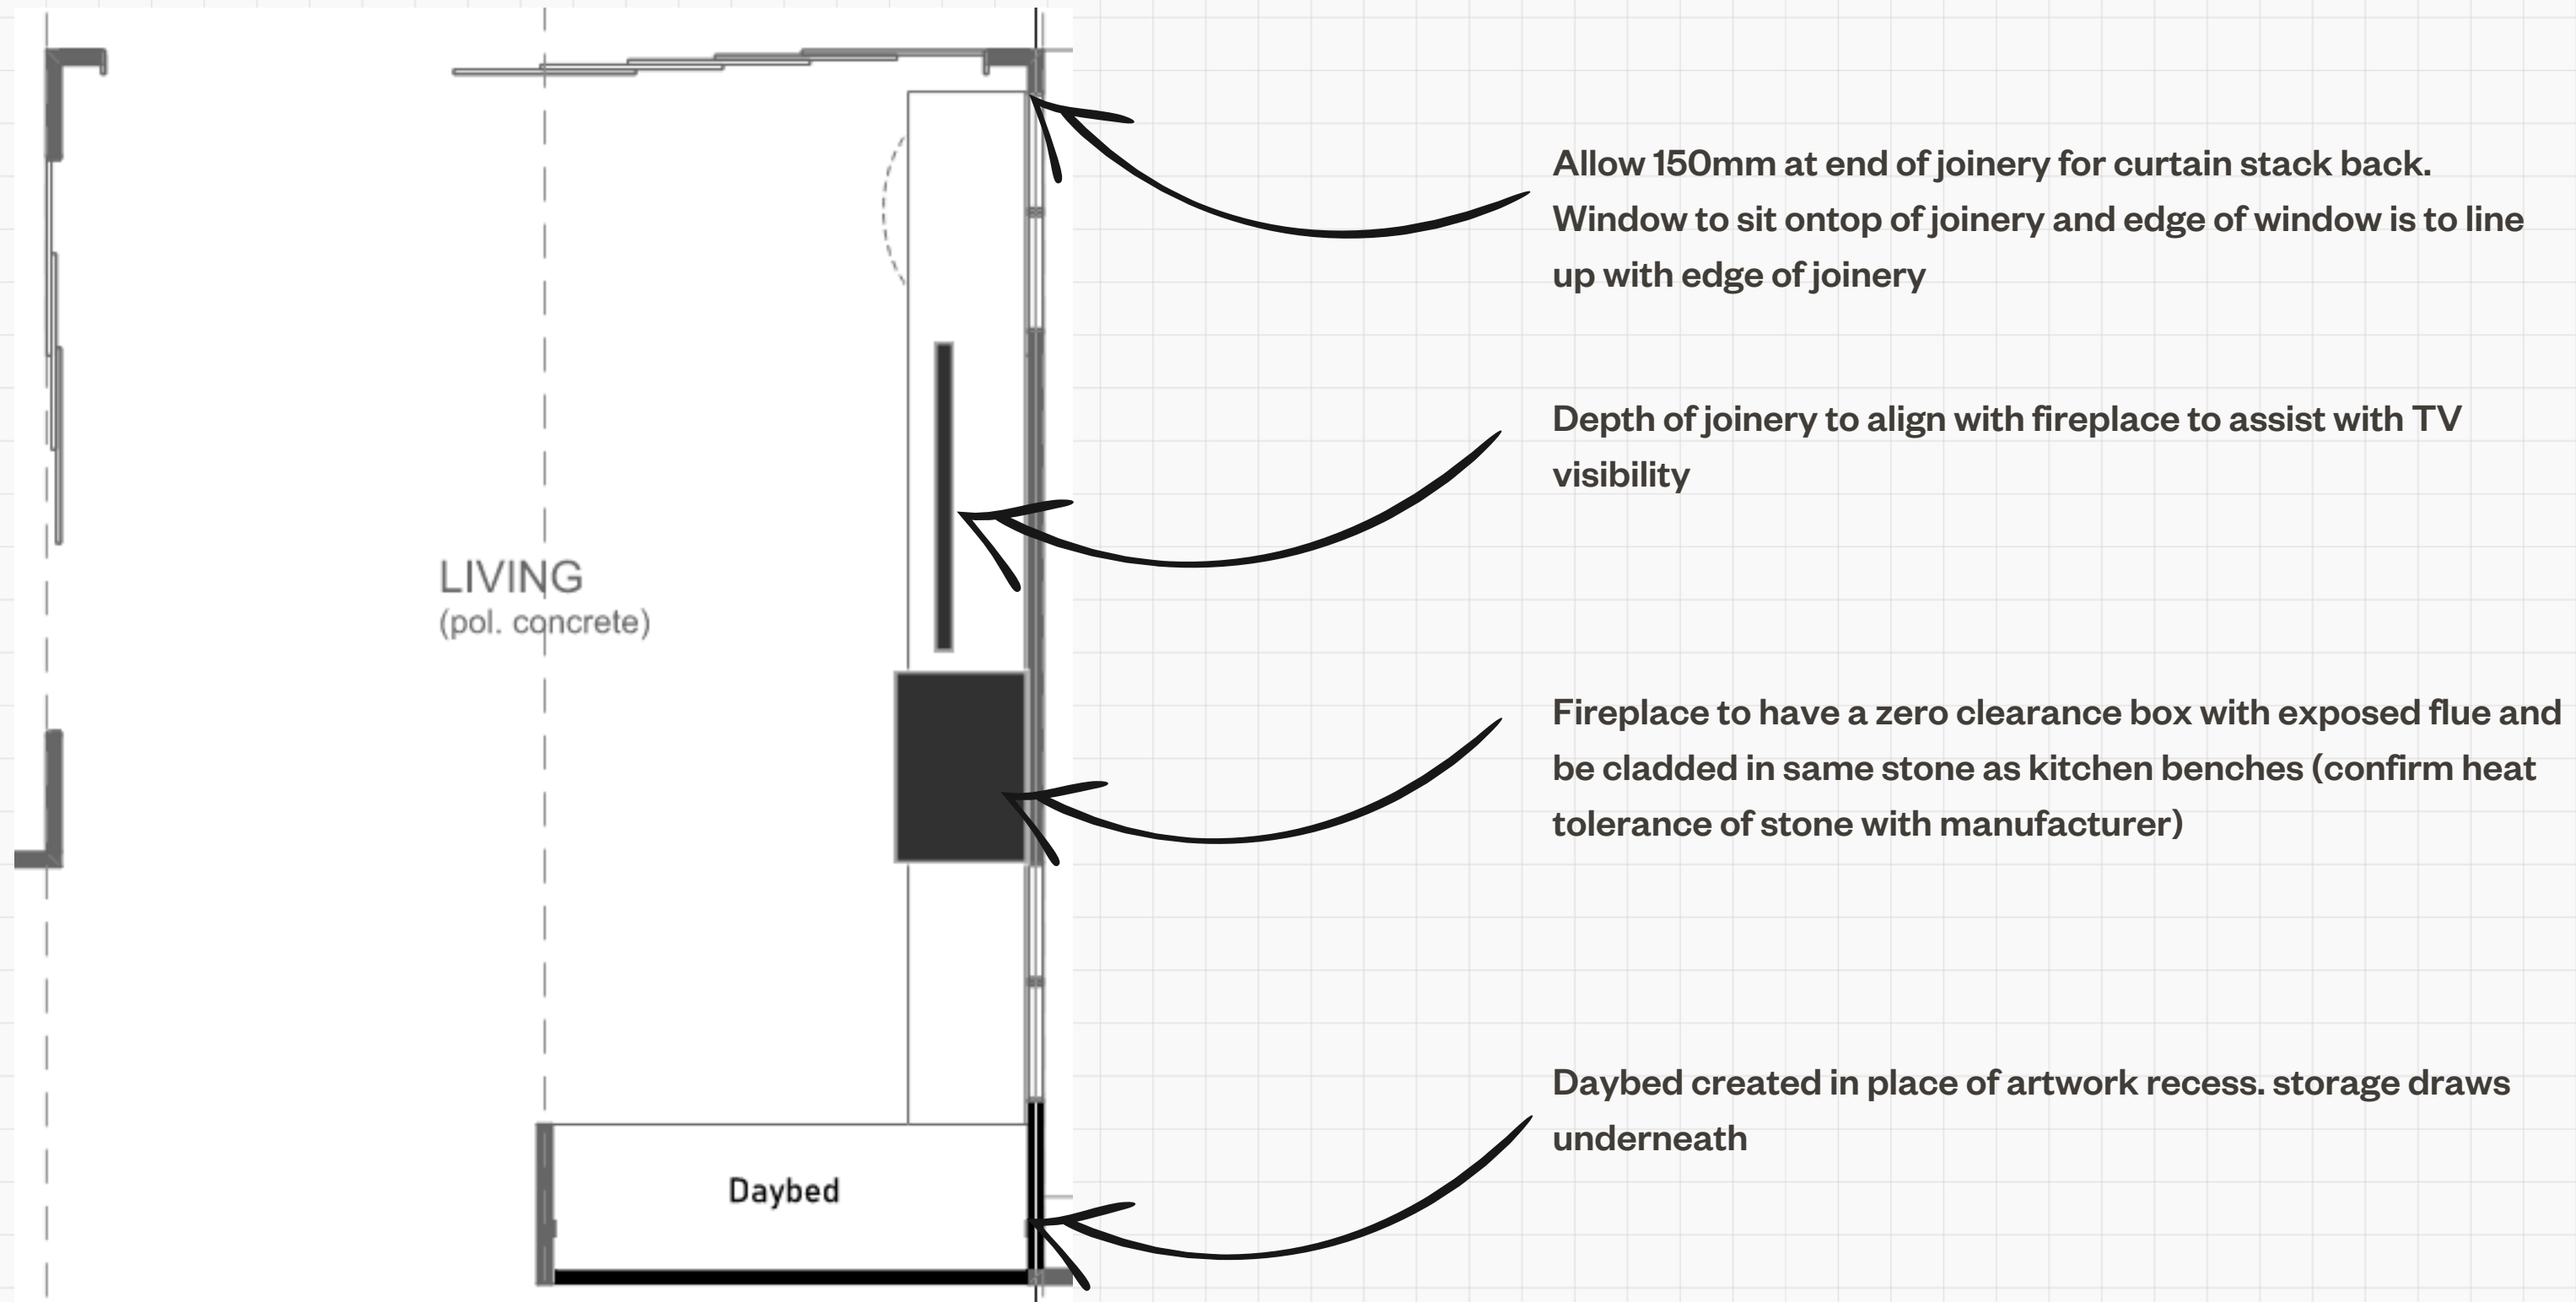 Allow 150mm at end of joinery for curtain stack back.
Window to sit ontop of joinery and edge of window is to line
up with edge of joinery
Depth of joinery to align with fireplace to assist with TV
visibility
LIVING
(pol. concrete)
Fireplace to have a zero clearance box with exposed flue and
be cladded in same stone as kitchen benches (confirm heat
tolerance of stone with manufacturer)
Daybed created in place of artwork recess. storage draws
underneath
Daybed